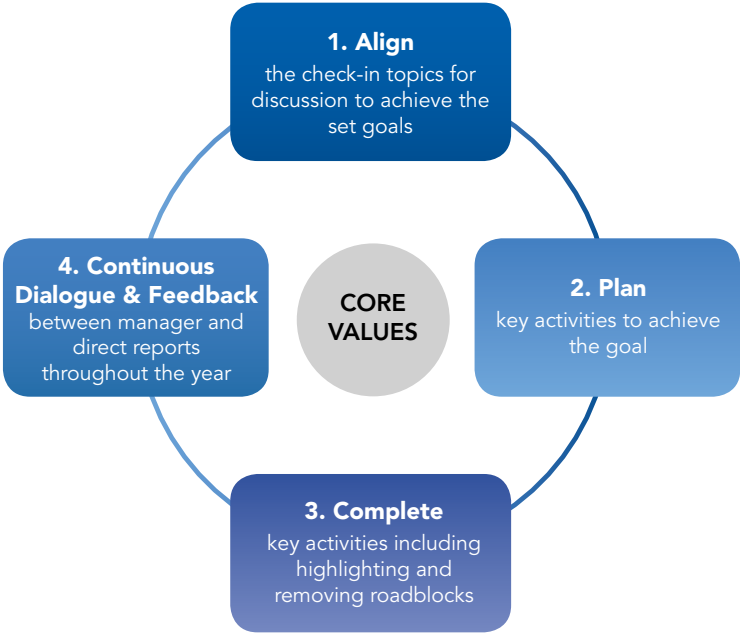 1. Align
the check-in topics for
discussion to achieve the
set goals
4. Continuous
Dialogue & Feedback
between manager and
direct reports
throughout the year
CORE
VALUES
2. Plan
key activities to achieve
the goal
3. Complete
key activities including
highlighting and
removing roadblocks